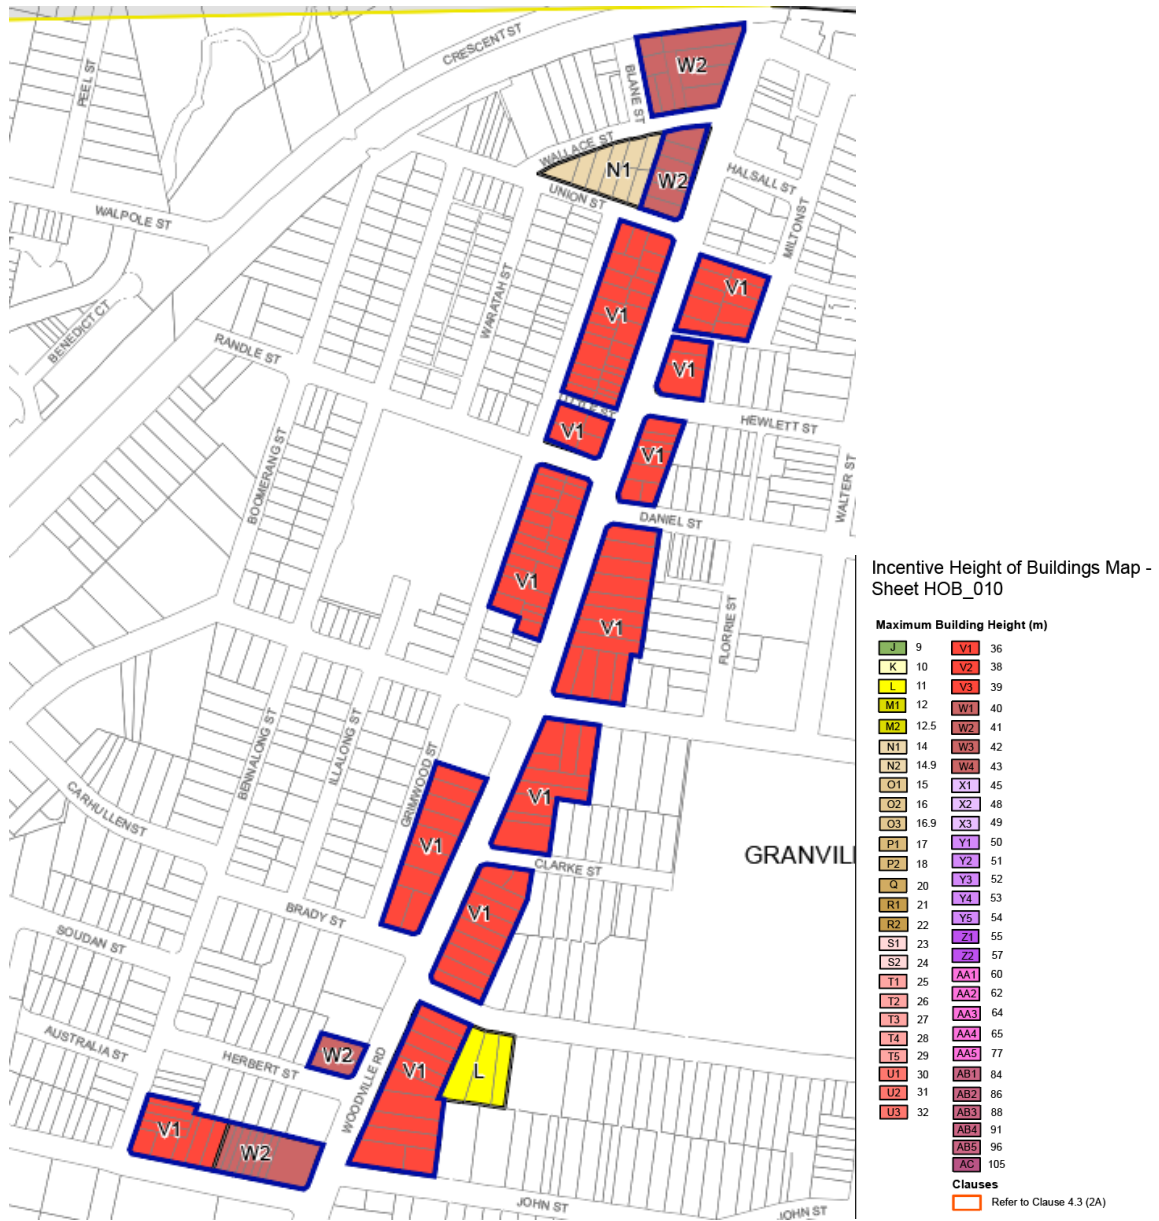 CRESCENT ST
PEEL ST
BLANE ST
W2
WALLACE ST
N1
W2
UNION ST
HALSALL ST
MILTON ST
WALPOLE ST
WARATAH ST
V1
V1
BENEDICT CT
RANDLE ST
V1
V1
HEWLETT ST
BOOMERANG ST
V1
WALTER ST
DANIEL ST
V1
V1
FLORRIE ST
BENNALONG ST
ILLALONG ST
GRIMWOOD ST
CARHULLEN ST
V1
V1
CLARKE ST
GRANVILL
BRADY ST
V1
SOUDAN ST
AUSTRALIA ST
HERBERT ST
W2
WOODVILLE RD
V1
L
V1
W2
JOHN ST
JOHN ST
Incentive Height of Buildings Map -
Sheet HOB_010
Maximum Building Height (m)
J 9
K 10
L 11
M1 12
M2 12.5
N1 14
N2 14.9
O1 15
O2 16
O3 16.9
P1 17
P2 18
Q 20
R1 21
R2 22
S1 23
S2 24
T1 25
T2 26
T3 27
T4 28
T5 29
U1 30
U2 31
U3 32
V1 36
V2 38
V3 39
W1 40
W2 41
W3 42
W4 43
X1 45
X2 48
X3 49
Y1 50
Y2 51
Y3 52
Y4 53
Y5 54
Z1 55
Z2 57
AA1 60
AA2 62
AA3 64
AA4 65
AA5 77
AB1 84
AB2 86
AB3 88
AB4 91
AB5 96
AC 105
Clauses
Refer to Clause 4.3 (2A)